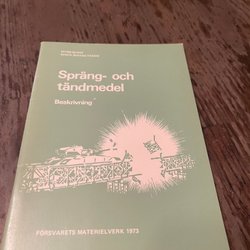 Spräng- och
tändmedel
Beskrivning
FÖRSVARETS MATERIELVERK 1973